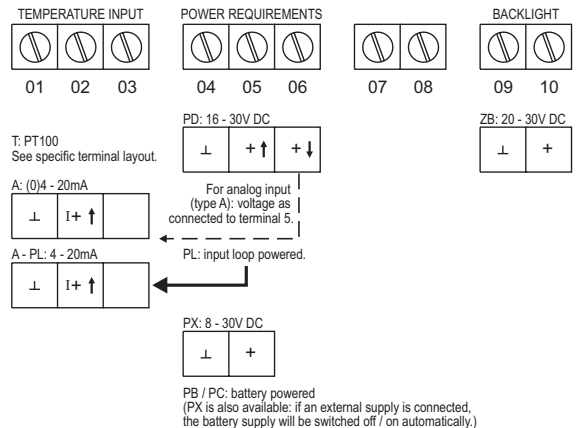 TEMPERATURE INPUT
POWER REQUIREMENTS
BACKLIGHT
01 02 03
04 05 06
07 08
09 10
PD: 16 - 30V DC
⊥ +↑ +↓
ZB: 20 - 30V DC
⊥ +
T: PT100
See specific terminal layout.
A: (0)4 - 20mA
⊥ I+ ↑
For analog input
(type A): voltage as
connected to terminal 5.
A - PL: 4 - 20mA
⊥ I+ ↑
PL: input loop powered.
PX: 8 - 30V DC
⊥ +
PB / PC: battery powered
(PX is also available: if an external supply is connected,
the battery supply will be switched off / on automatically.)